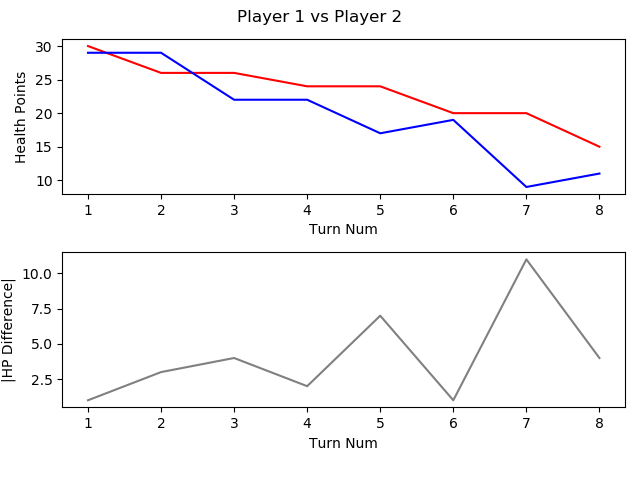 Player 1 vs Player 2
30
25
20
15
10
Health Points
1 2 3 4 5 6 7 8
Turn Num
10.0
7.5
5.0
2.5
|HP Difference|
1 2 3 4 5 6 7 8
Turn Num